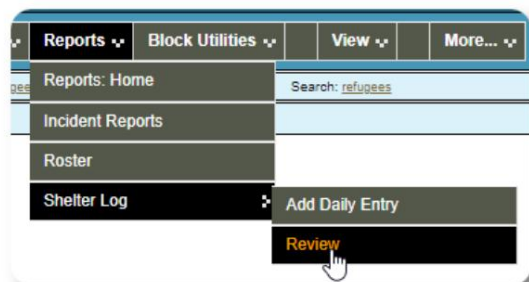 Reports Block Utilities View More...
Reports: Home
Search: refugees
Incident Reports
Roster
Shelter Log
Add Daily Entry
Review